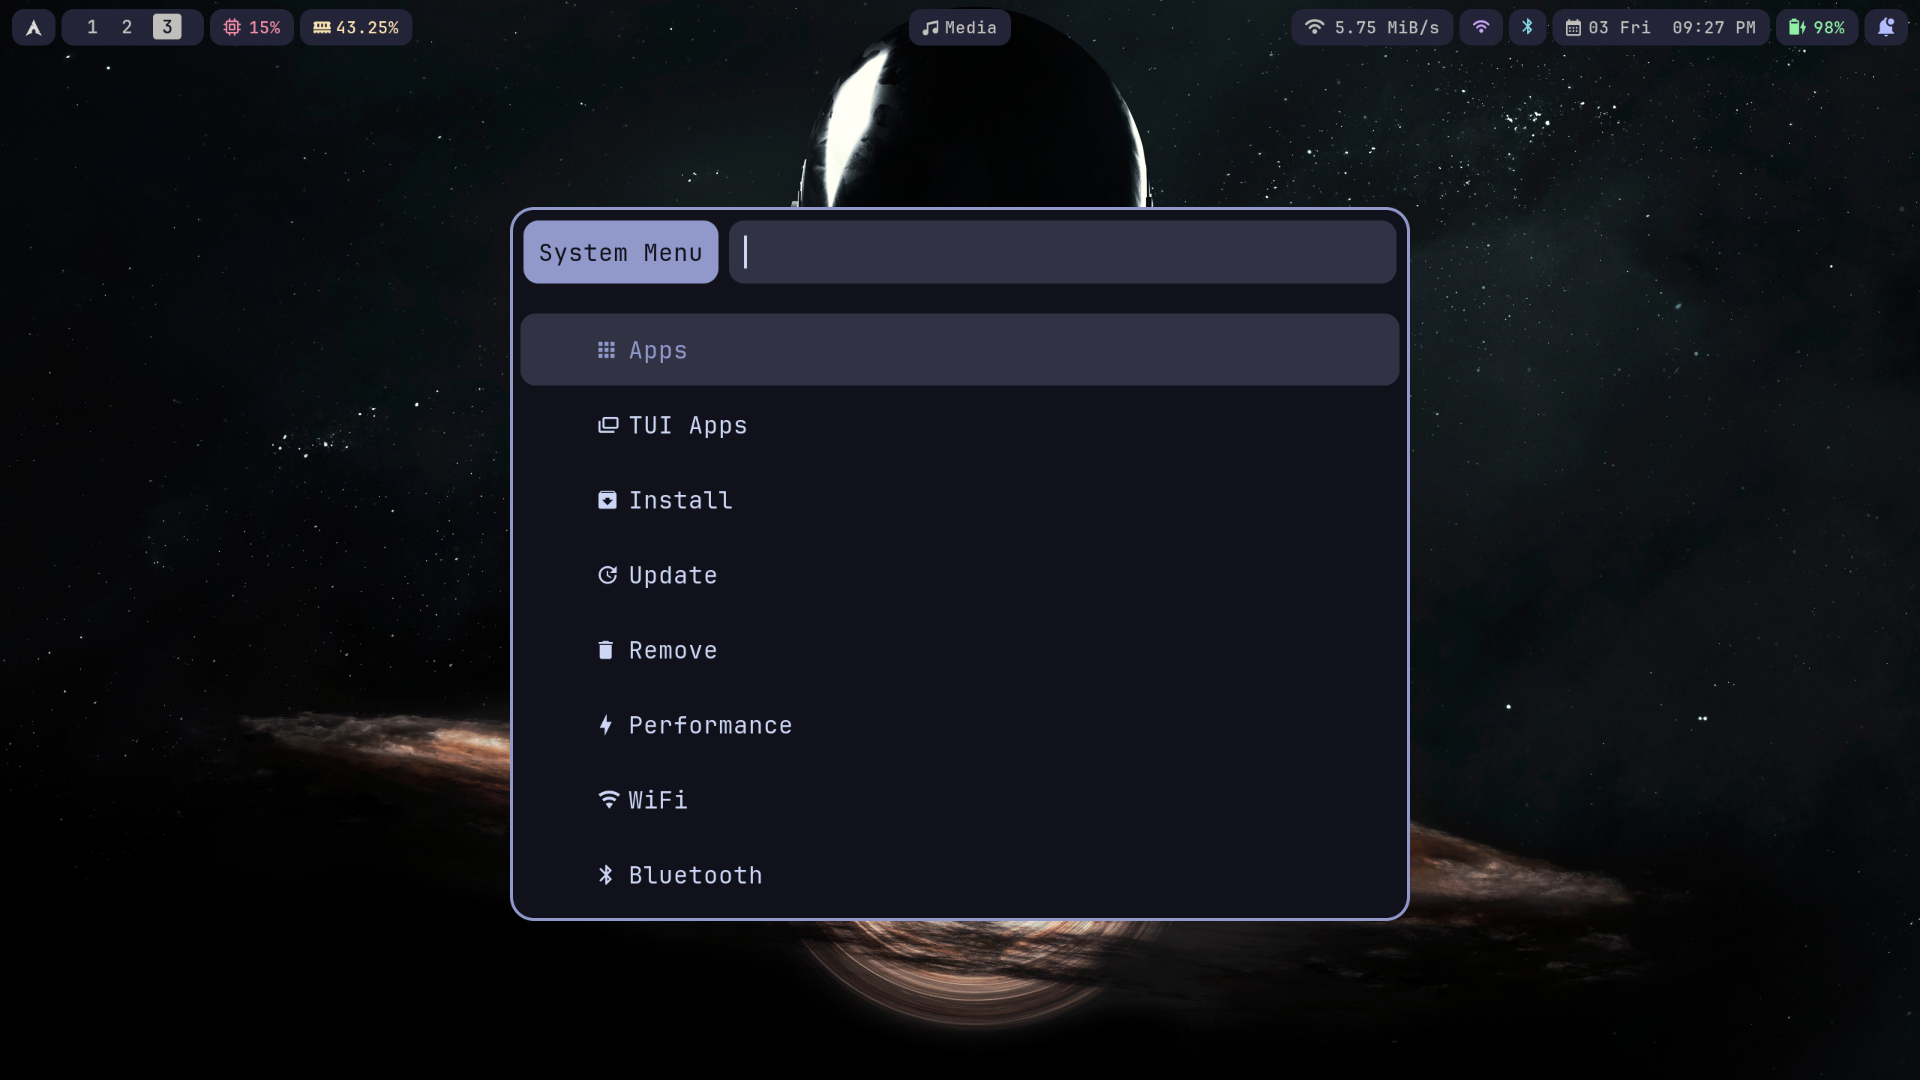 1 2 3 15% 43.25% Media 5.75 MiB/s 03 Fri 09:27 PM 98%
System Menu
Apps
TUI Apps
Install
Update
Remove
Performance
WiFi
Bluetooth